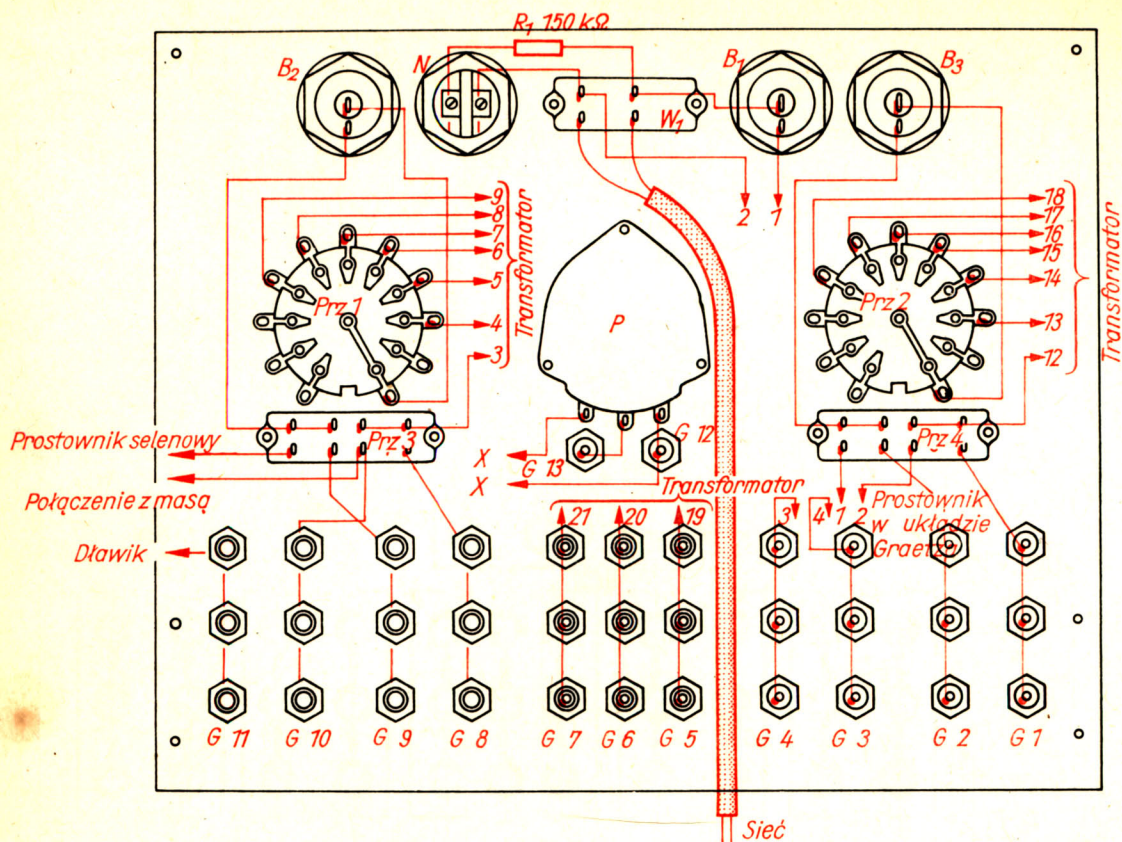 R₁ 150 kΩ
B₂
N
B₁
B₃
W₁
2
1
9
8
7
6
5
4
3
Transformator
18
17
16
15
14
13
12
Transformator
Prz 1
P
Prz 2
Prz 3
Prz 4
Prostownik selenowy
Połączenie z masą
Dławik
X
X
G 13
G 12
Transformator
21
20
19
3
4
1
2
Prostownik
w układzie
Graetza
G 11
G 10
G 9
G 8
G 7
G 6
G 5
G 4
G 3
G 2
G 1
Sieć